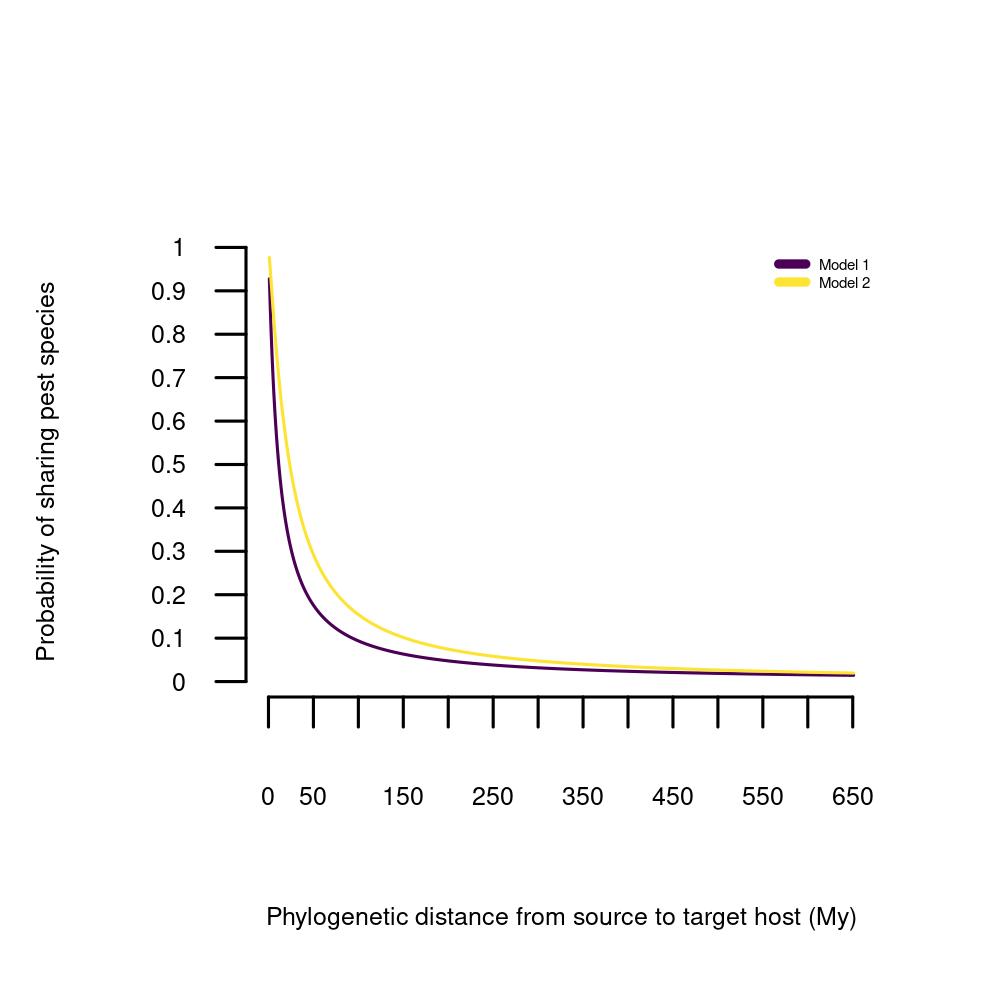 Probability of sharing pest species
1
0.9
0.8
0.7
0.6
0.5
0.4
0.3
0.2
0.1
0
Model 1
Model 2
0 50 150 250 350 450 550 650
Phylogenetic distance from source to target host (My)